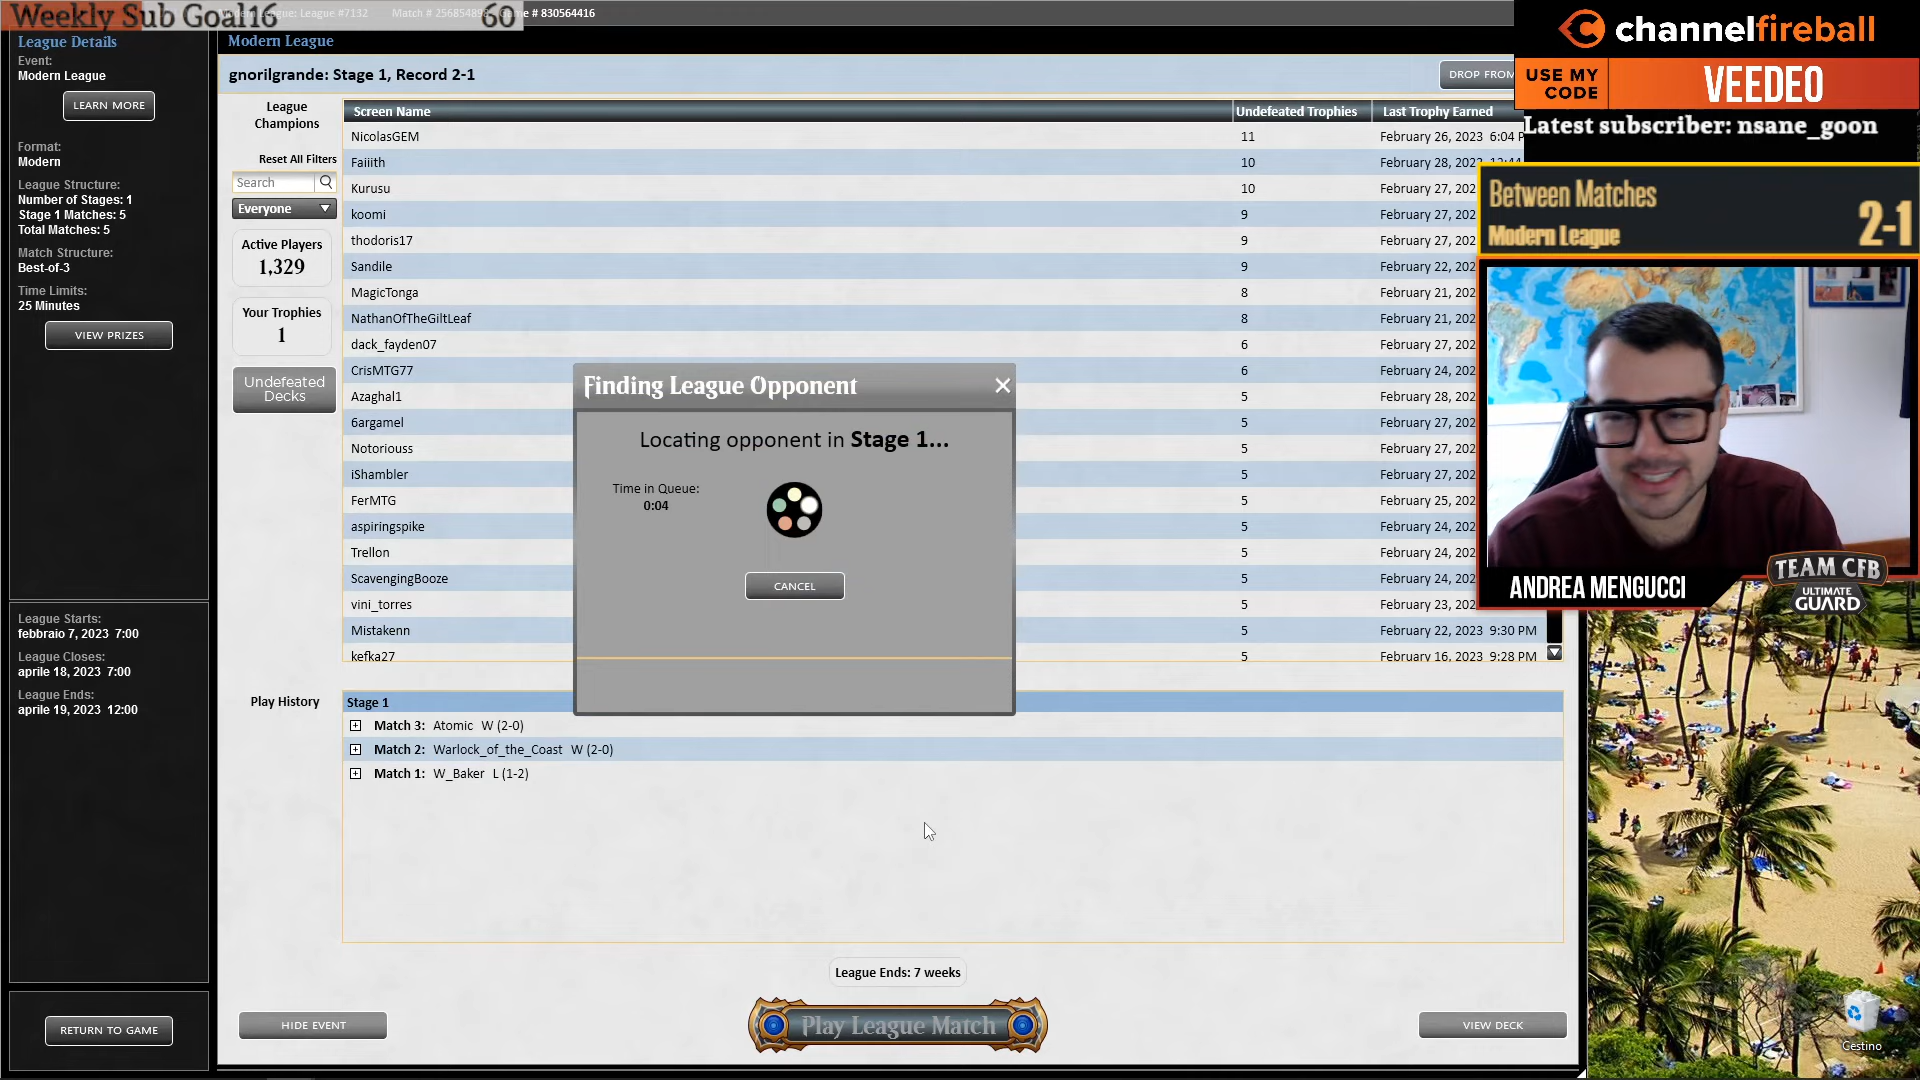 Weekly Sub Goal16 60
League: League #7132 Match # 25685489 Game # 830564416
League Details
Event:
Modern League
LEARN MORE
Format:
Modern
League Structure:
Number of Stages: 1
Stage 1 Matches: 5
Total Matches: 5
Match Structure:
Best-of-3
Time Limits:
25 Minutes
VIEW PRIZES
League Starts:
febbraio 7, 2023 7:00
League Closes:
aprile 18, 2023 7:00
League Ends:
aprile 19, 2023 12:00
RETURN TO GAME
Modern League
gnorilgrande: Stage 1, Record 2-1
DROP FROM
League
Champions
Reset All Filters
Search
Everyone
Active Players
1,329
Your Trophies
1
Undefeated
Decks
Screen Name Undefeated Trophies Last Trophy Earned
NicolasGEM 11 February 26, 2023 6:04 P
Faiiith 10 February 28, 2023 12:44
Kurusu 10 February 27, 202
koomi 9 February 27, 202
thodoris17 9 February 27, 202
Sandile 9 February 22, 202
MagicTonga 8 February 21, 202
NathanOfTheGiltLeaf 8 February 21, 202
dack_fayden07 6 February 27, 202
CrisMTG77 6 February 24, 202
Azaghal1 5 February 28, 202
6argamel 5 February 27, 202
Notoriouss 5 February 27, 202
iShambler 5 February 27, 202
FerMTG 5 February 25, 202
aspiringspike 5 February 24, 202
Trellon 5 February 24, 202
ScavengingBooze 5 February 24, 202
vini_torres 5 February 23, 202
Mistakenn 5 February 22, 2023 9:30 PM
kefka27 5 February 16, 2023 9:28 PM
Finding League Opponent
Locating opponent in Stage 1...
Time in Queue:
0:04
CANCEL
Play History
Stage 1
Match 3: Atomic W (2-0)
Match 2: Warlock_of_the_Coast W (2-0)
Match 1: W_Baker L (1-2)
League Ends: 7 weeks
HIDE EVENT
Play League Match
VIEW DECK
channelfireball
USE MY
CODE
VEEDEO
Latest subscriber: nsane_goon
Between Matches
Modern League
2-1
ANDREA MENGUCCI
TEAM CFB
ULTIMATE
GUARD
Cestino